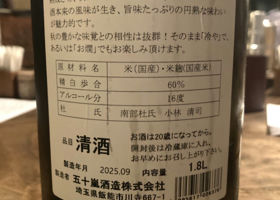 酒本来の風味が生き、旨味たっぷりの円熟な味わい
が魅力的です。
秋の豊かな味覚との相性は抜群！そのまま「冷や」で、
あるいは「お燗」でもお楽しみ頂けます。
原材料名 米(国産)・米麹(国産米)
精白歩合 60%
アルコール分 16度
杜氏 南部杜氏 小林 清司
品目 清酒
製造年月 2025.09
お酒は20歳になってから。
開封後は冷蔵庫に入れ、
お早めにお召し上がり下さい。
1.8L
製造者 五十嵐酒造株式会社
埼玉県飯能市川寺667-1